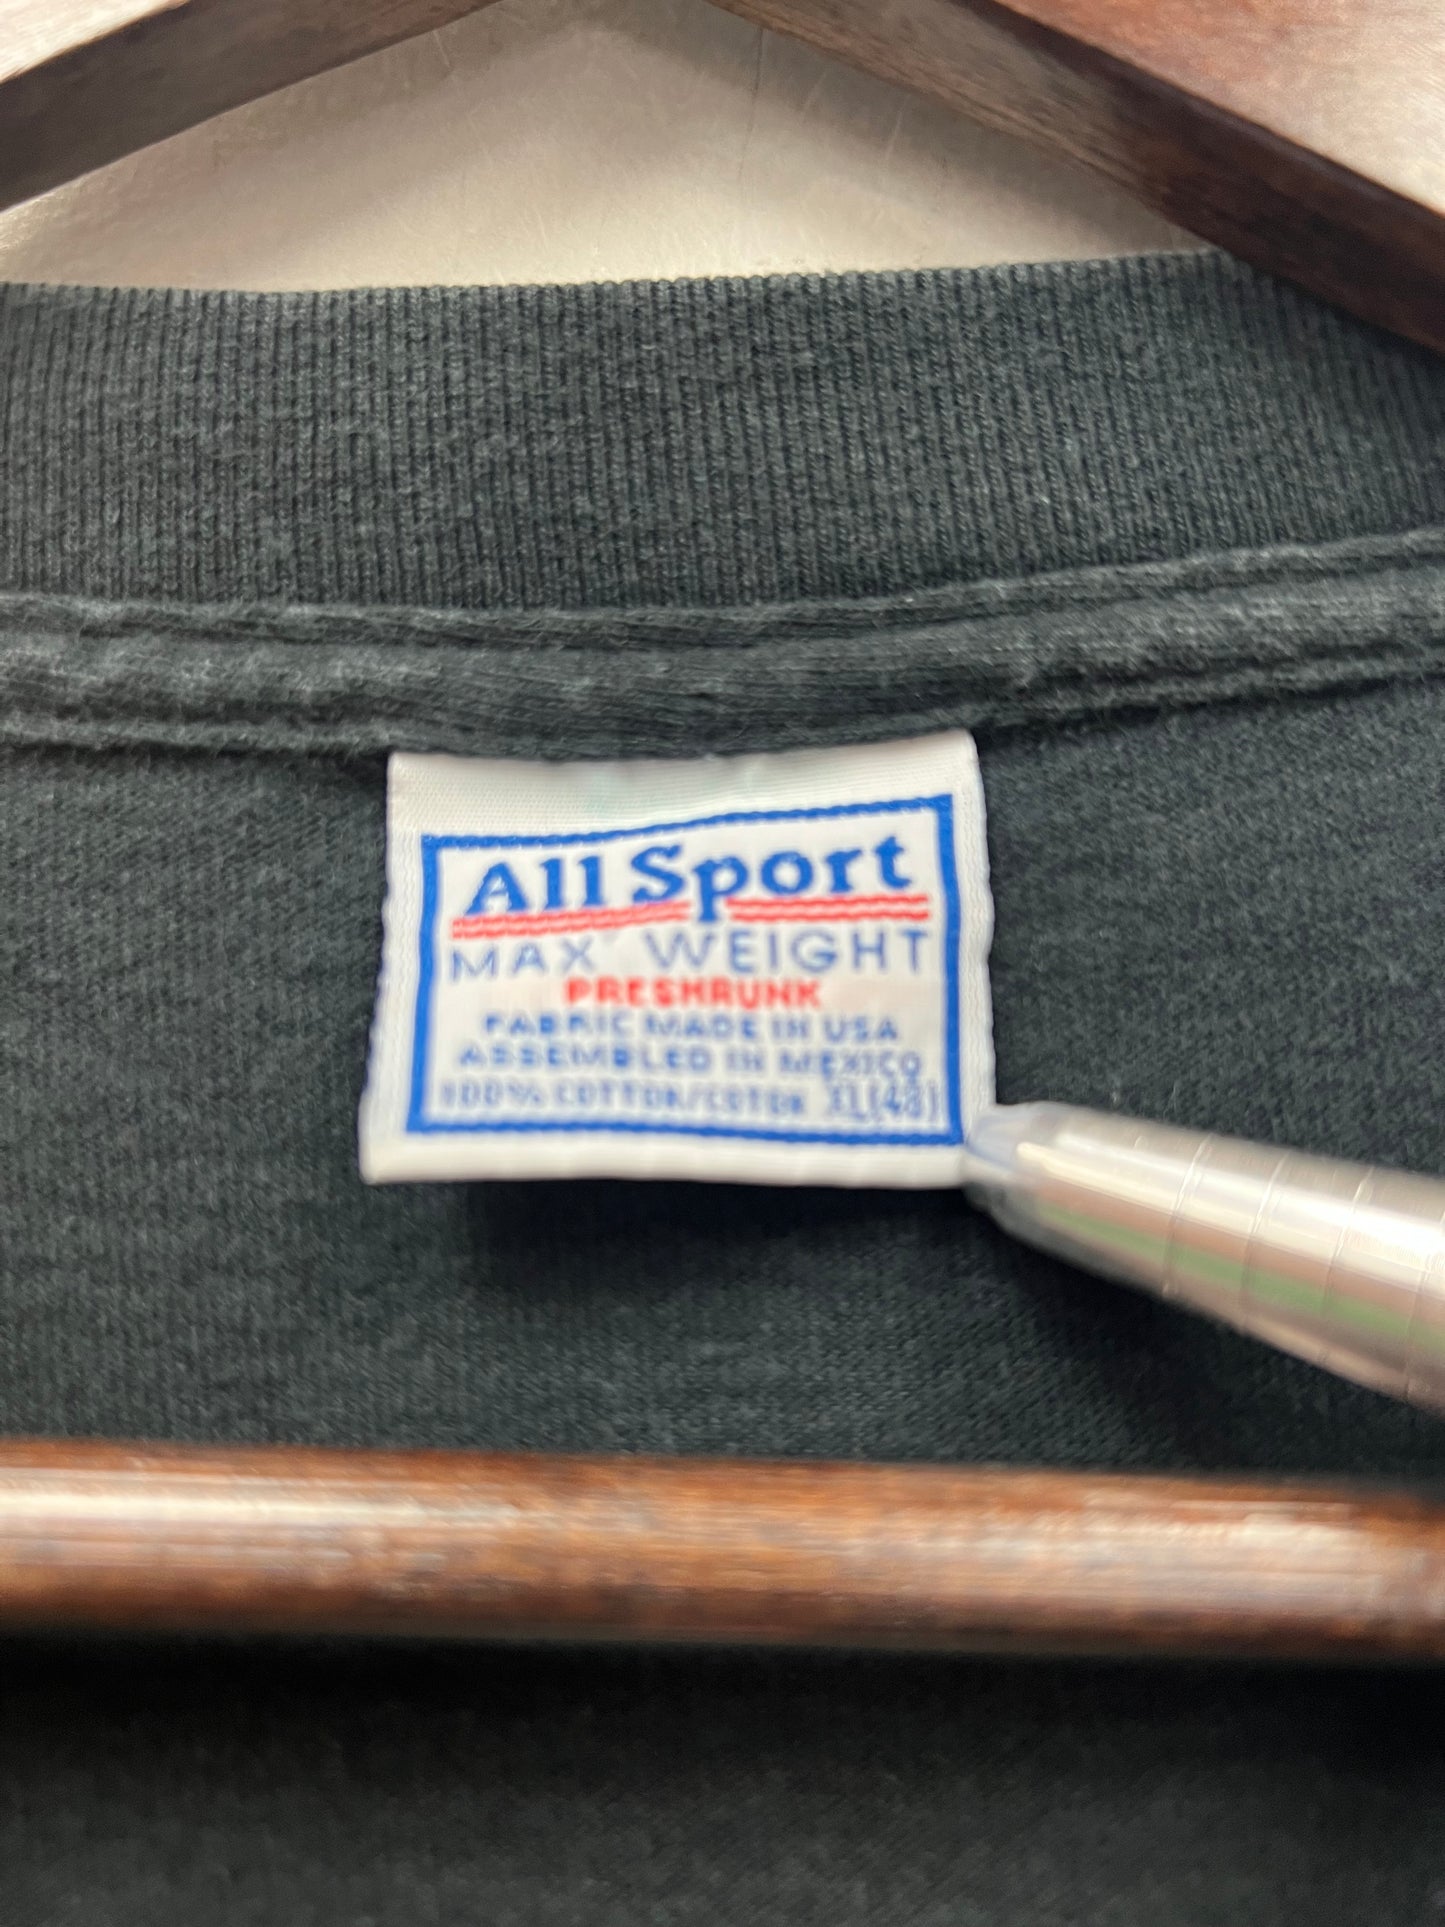 All Sport
MAX WEIGHT
PRESHRUNK
FABRIC MADE IN USA
ASSEMBLED IN MEXICO
100% COTTON/COTON XL(48)